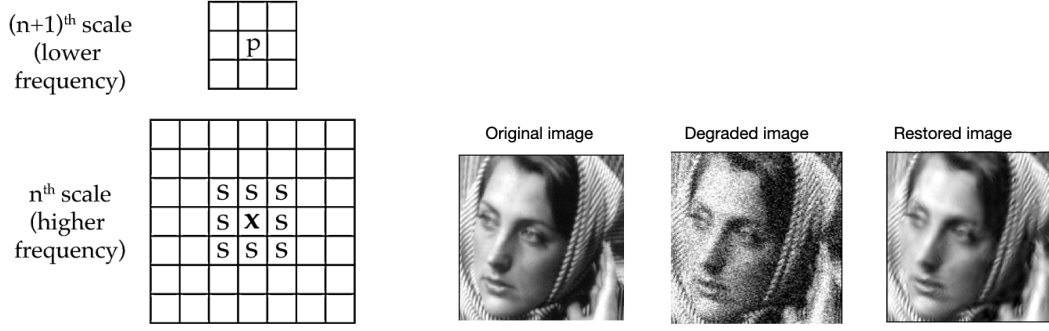 (n+1)th scale
(lower
frequency)
p
nth scale
(higher
frequency)
S S S
S X S
S S S
Original image
Degraded image
Restored image